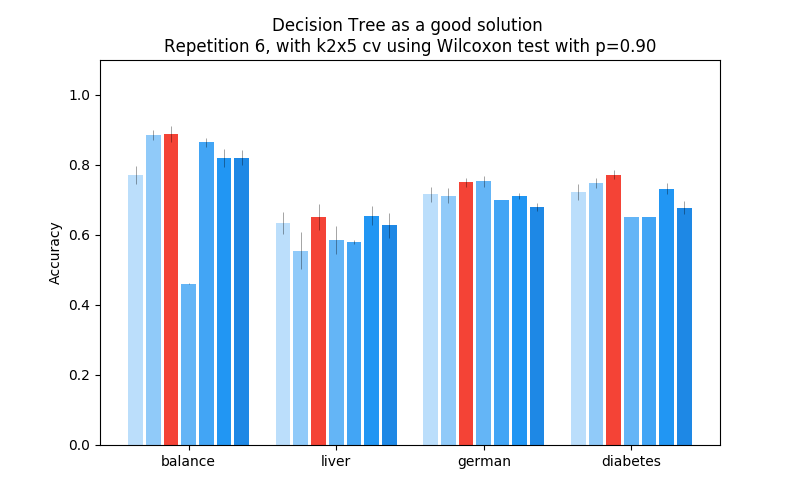 Decision Tree as a good solution
Repetition 6, with k2x5 cv using Wilcoxon test with p=0.90
1.0
0.8
0.6
0.4
0.2
0.0
Accuracy
balance
liver
german
diabetes